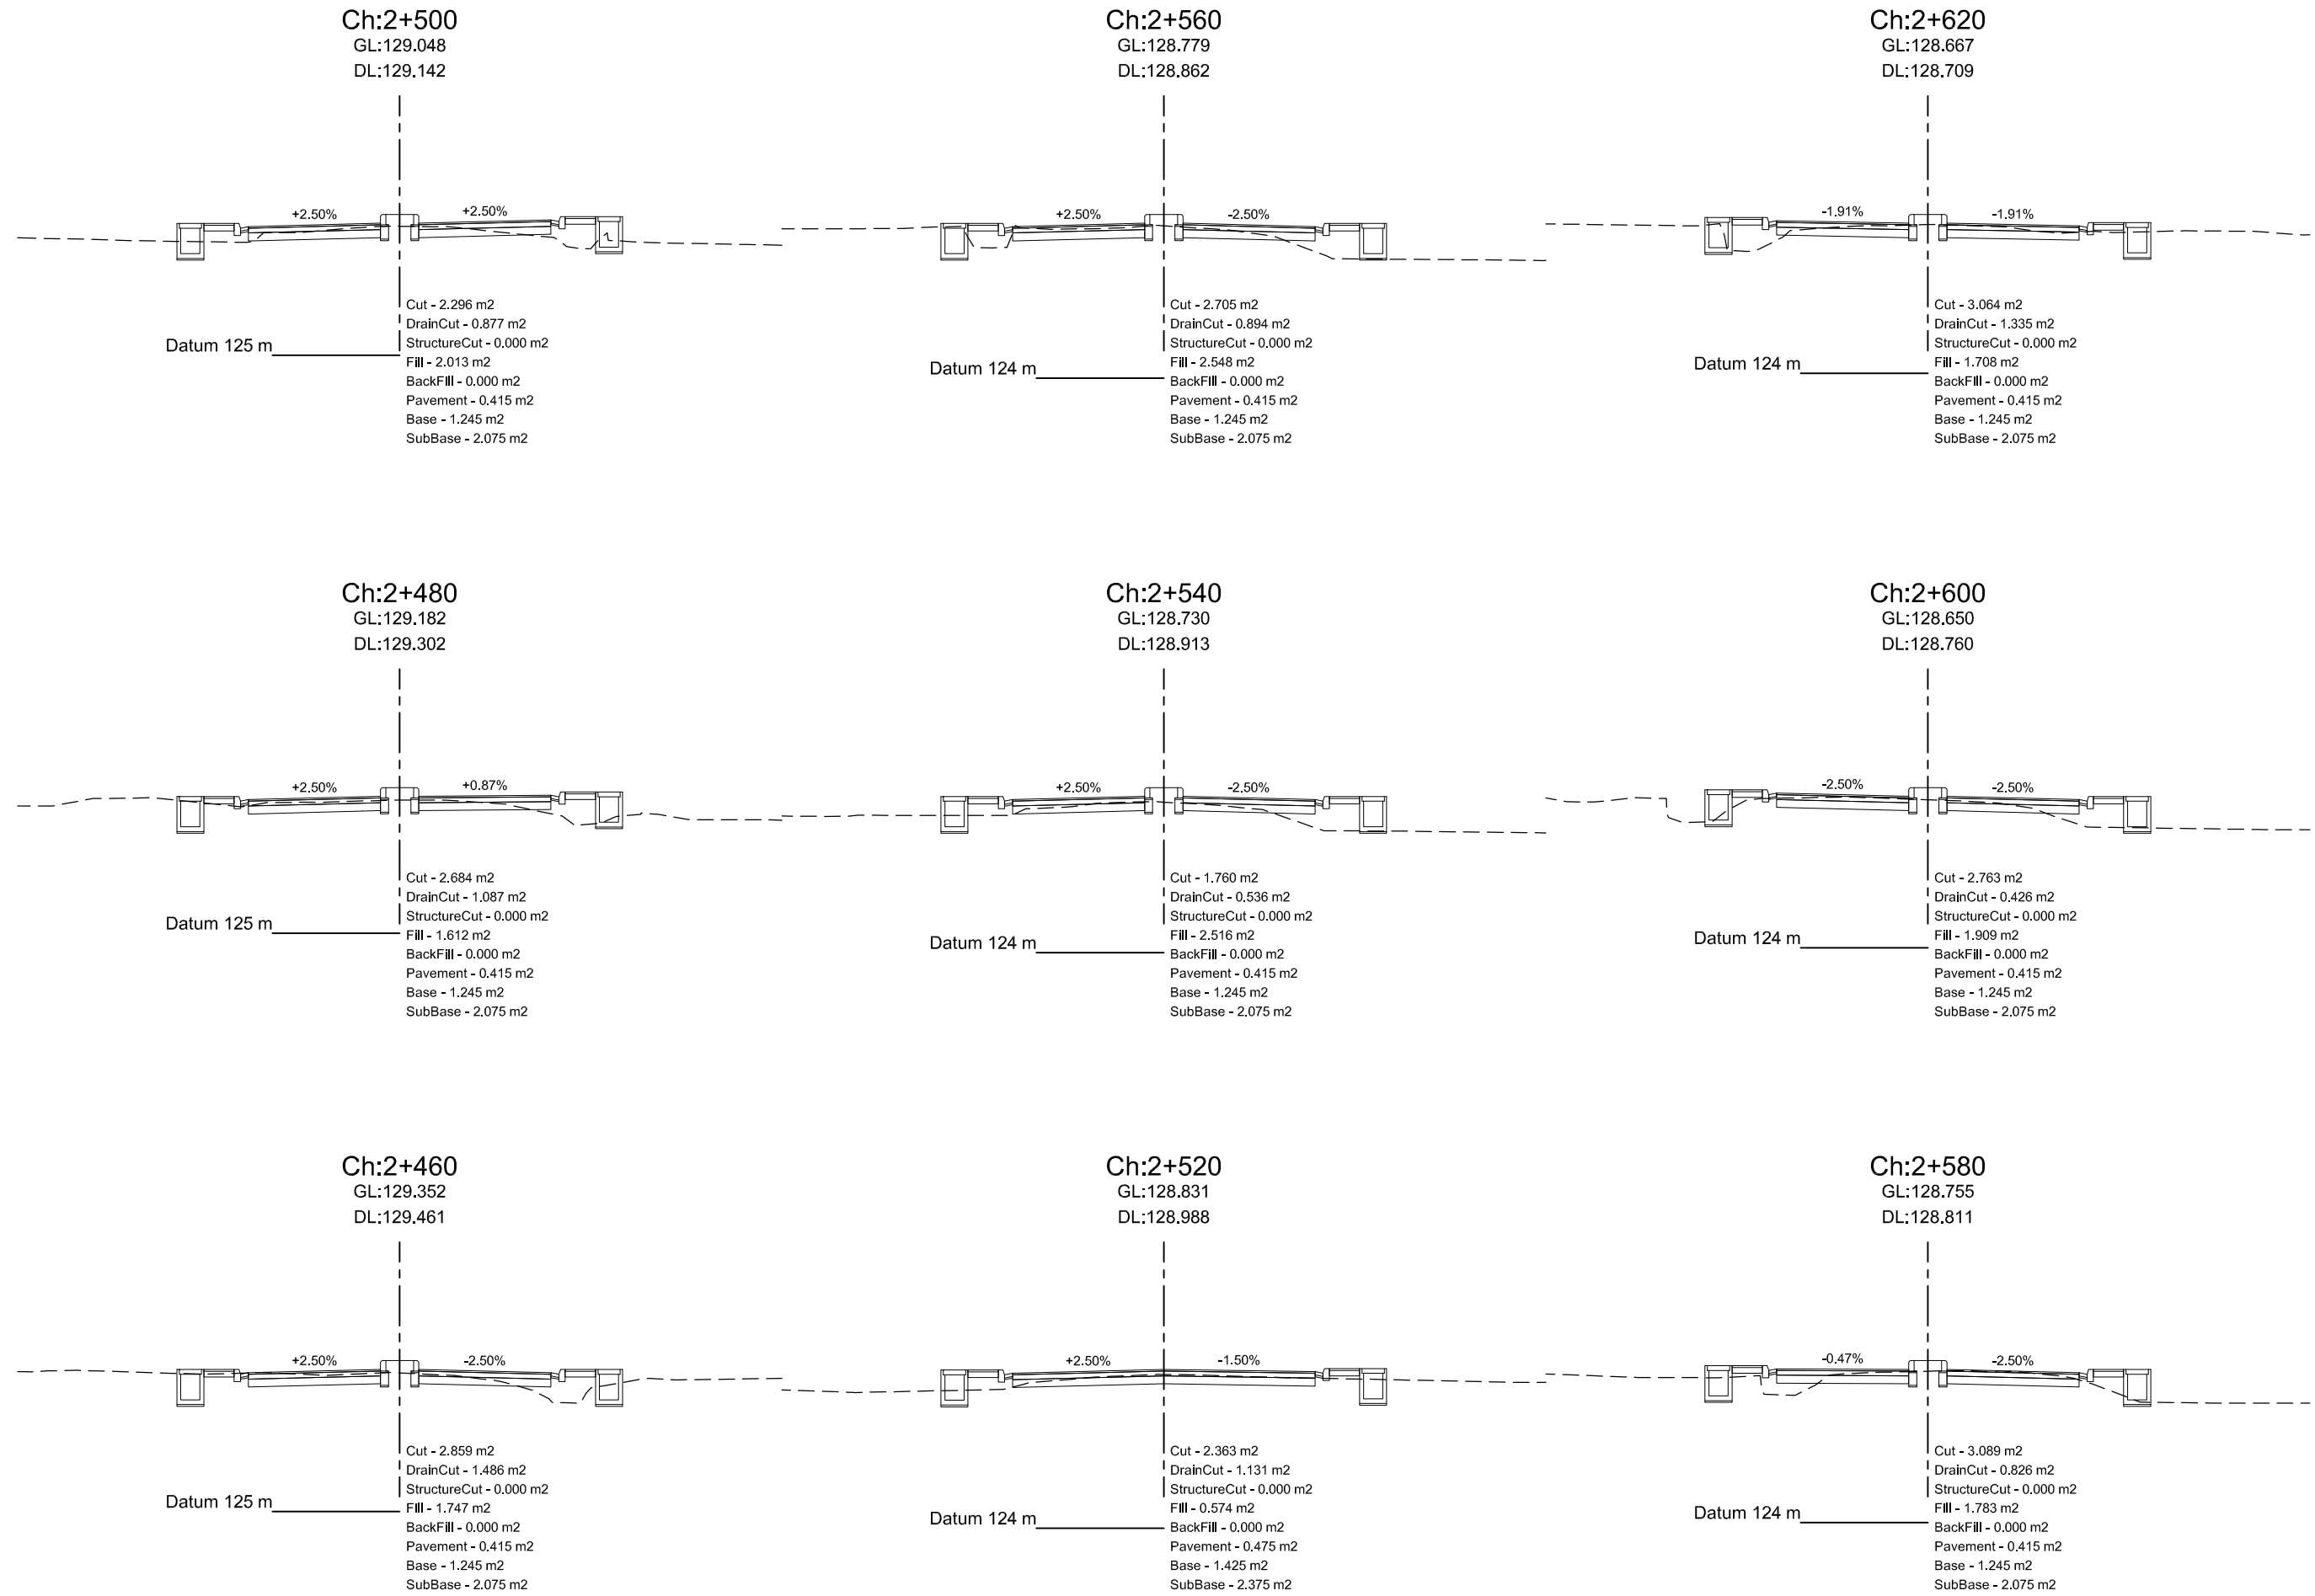 Ch:2+500
GL:129.048
DL:129.142
+2.50%
+2.50%
Datum 125 m
Cut - 2.296 m2
DrainCut - 0.877 m2
StructureCut - 0.000 m2
Fill - 2.013 m2
BackFill - 0.000 m2
Pavement - 0.415 m2
Base - 1.245 m2
SubBase - 2.075 m2
Ch:2+560
GL:128.779
DL:128.862
+2.50%
-2.50%
Datum 124 m
Cut - 2.705 m2
DrainCut - 0.894 m2
StructureCut - 0.000 m2
Fill - 2.548 m2
BackFill - 0.000 m2
Pavement - 0.415 m2
Base - 1.245 m2
SubBase - 2.075 m2
Ch:2+620
GL:128.667
DL:128.709
-1.91%
-1.91%
Datum 124 m
Cut - 3.064 m2
DrainCut - 1.335 m2
StructureCut - 0.000 m2
Fill - 1.708 m2
BackFill - 0.000 m2
Pavement - 0.415 m2
Base - 1.245 m2
SubBase - 2.075 m2
Ch:2+480
GL:129.182
DL:129.302
+2.50%
+0.87%
Datum 125 m
Cut - 2.684 m2
DrainCut - 1.087 m2
StructureCut - 0.000 m2
Fill - 1.612 m2
BackFill - 0.000 m2
Pavement - 0.415 m2
Base - 1.245 m2
SubBase - 2.075 m2
Ch:2+540
GL:128.730
DL:128.913
+2.50%
-2.50%
Datum 124 m
Cut - 1.760 m2
DrainCut - 0.536 m2
StructureCut - 0.000 m2
Fill - 2.516 m2
BackFill - 0.000 m2
Pavement - 0.415 m2
Base - 1.245 m2
SubBase - 2.075 m2
Ch:2+600
GL:128.650
DL:128.760
-2.50%
-2.50%
Datum 124 m
Cut - 2.763 m2
DrainCut - 0.426 m2
StructureCut - 0.000 m2
Fill - 1.909 m2
BackFill - 0.000 m2
Pavement - 0.415 m2
Base - 1.245 m2
SubBase - 2.075 m2
Ch:2+460
GL:129.352
DL:129.461
+2.50%
-2.50%
Datum 125 m
Cut - 2.859 m2
DrainCut - 1.486 m2
StructureCut - 0.000 m2
Fill - 1.747 m2
BackFill - 0.000 m2
Pavement - 0.415 m2
Base - 1.245 m2
SubBase - 2.075 m2
Ch:2+520
GL:128.831
DL:128.988
+2.50%
-1.50%
Datum 124 m
Cut - 2.363 m2
DrainCut - 1.131 m2
StructureCut - 0.000 m2
Fill - 0.574 m2
BackFill - 0.000 m2
Pavement - 0.475 m2
Base - 1.425 m2
SubBase - 2.375 m2
Ch:2+580
GL:128.755
DL:128.811
-0.47%
-2.50%
Datum 124 m
Cut - 3.089 m2
DrainCut - 0.826 m2
StructureCut - 0.000 m2
Fill - 1.783 m2
BackFill - 0.000 m2
Pavement - 0.415 m2
Base - 1.245 m2
SubBase - 2.075 m2